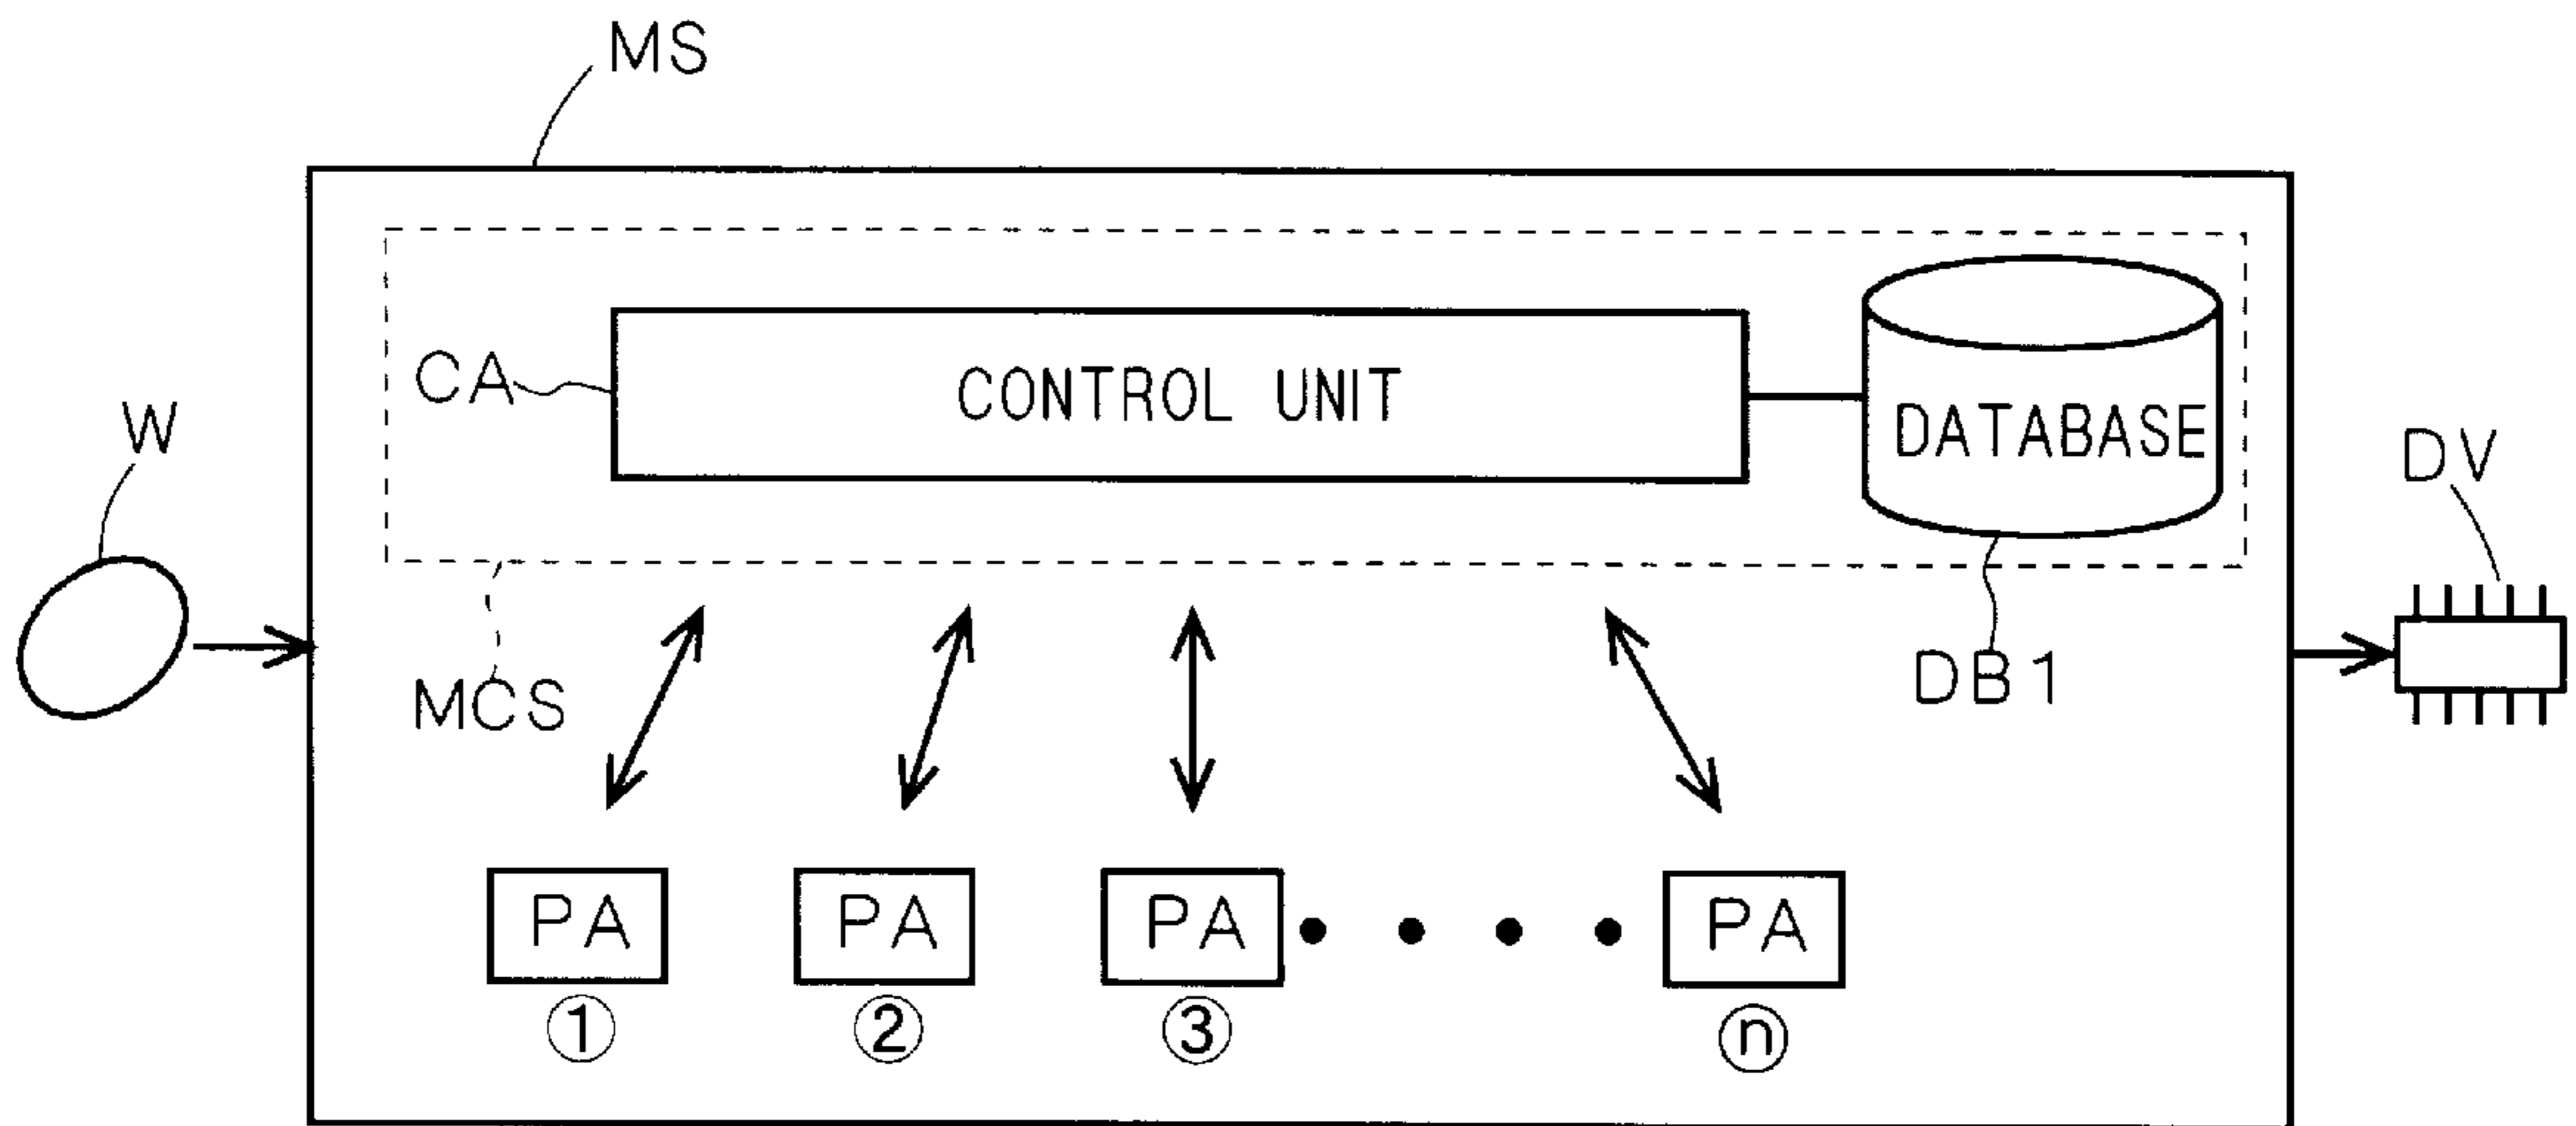 MS
CA
CONTROL UNIT
DATABASE
W
DV
MCS
DB1
PA PA PA PA
① ② ③ ⓝ